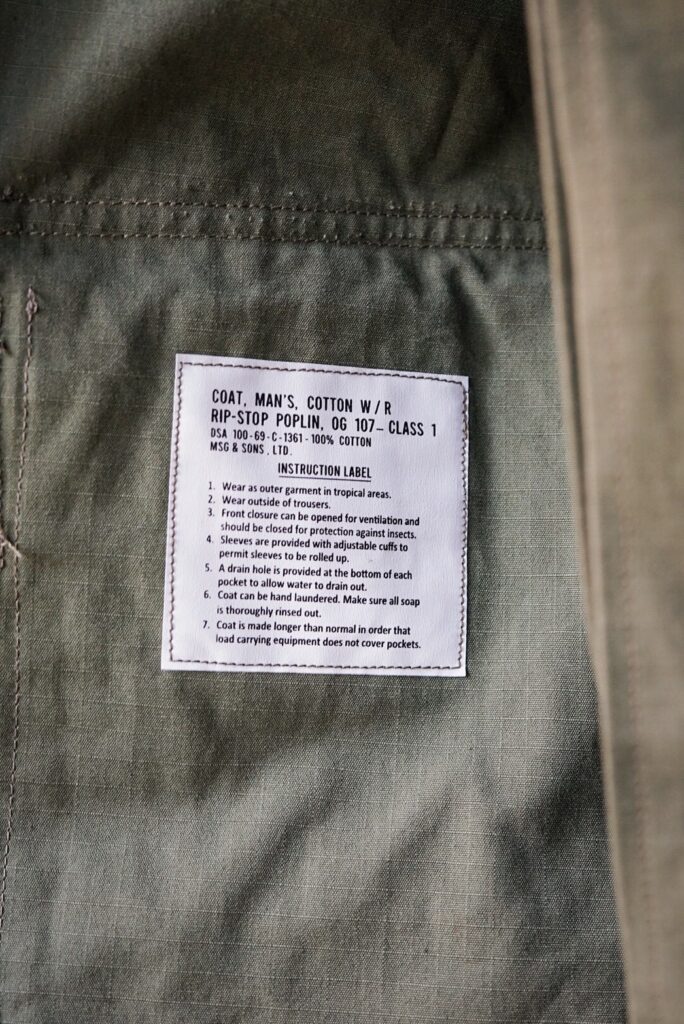 COAT, MAN'S, COTTON W/R
RIP-STOP POPLIN, OG 107– CLASS 1
DSA 100-69-C-1361-100% COTTON
MSG & SONS, LTD.
INSTRUCTION LABEL
1. Wear as outer garment in tropical areas.
2. Wear outside of trousers.
3. Front closure can be opened for ventilation and
should be closed for protection against insects.
4. Sleeves are provided with adjustable cuffs to
permit sleeves to be rolled up.
5. A drain hole is provided at the bottom of each
pocket to allow water to drain out.
6. Coat can be hand laundered. Make sure all soap
is thoroughly rinsed out.
7. Coat is made longer than normal in order that
load carrying equipment does not cover pockets.